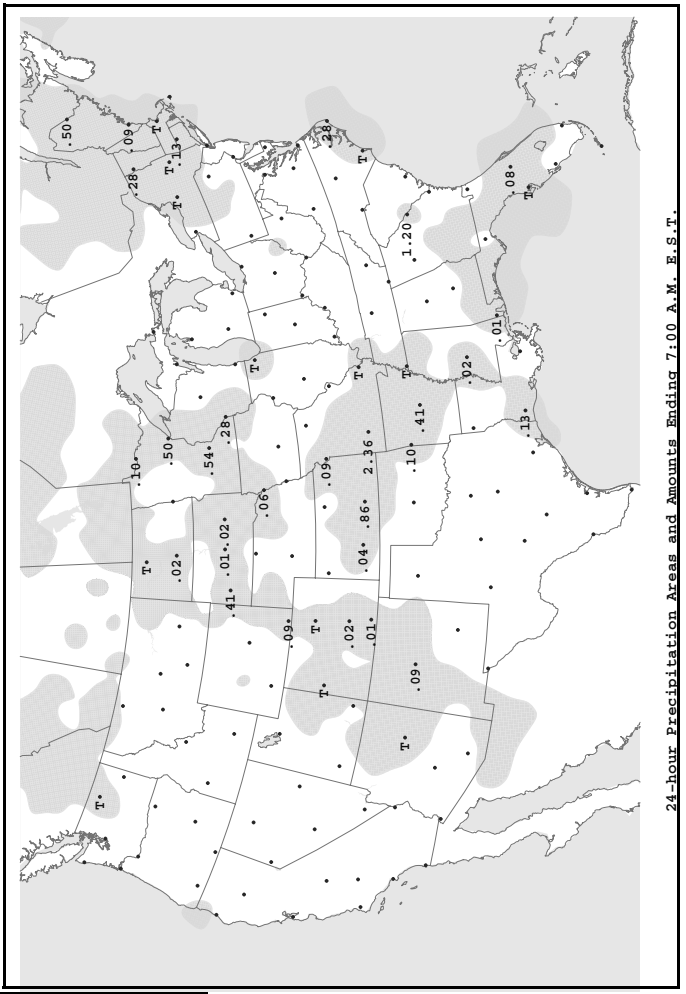 .50
T
.09
.28
.10
T
T
.50
T
.13
.02
T
.54
.28
.01
.02
.41
T
.06
.09
T
T
.09
.28
.02
T
T
.04
.86
2.36
.01
T
T
1.20
.10
.09
.41
.02
.01
.08
.13
T
24-hour Precipitation Areas and Amounts Ending 7:00 A.M. E.S.T.